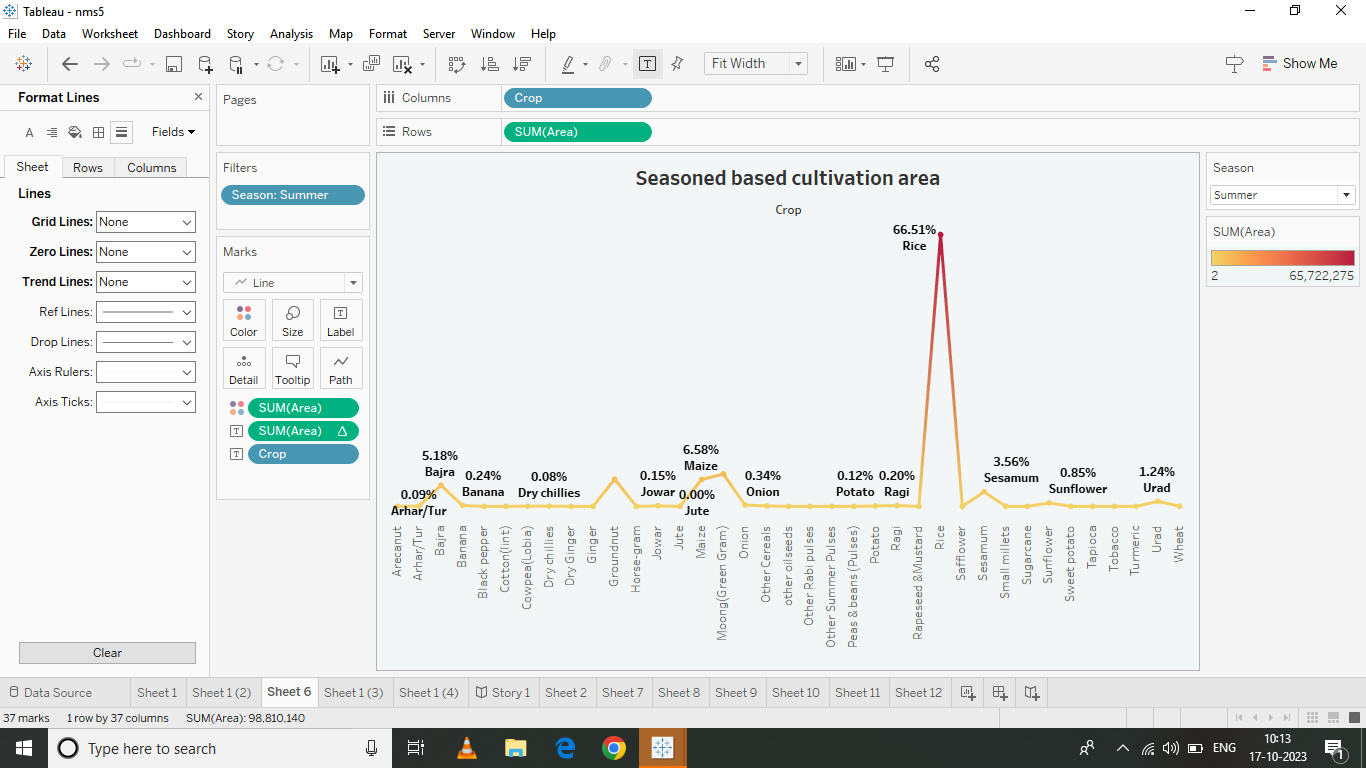 Tableau - nms5
File Data Worksheet Dashboard Story Analysis Map Format Server Window Help
Fit Width
Show Me
Format Lines
Fields
Sheet Rows Columns
Lines
Grid Lines: None
Zero Lines: None
Trend Lines: None
Ref Lines:
Drop Lines:
Axis Rulers:
Axis Ticks:
Clear
Pages
Filters
Season: Summer
Marks
Line
Color Size Label
Detail Tooltip Path
SUM(Area)
SUM(Area)
Crop
Columns Crop
Rows SUM(Area)
Seasoned based cultivation area
Crop
66.51%
Rice
5.18%
Bajra
0.09%
Arhar/Tur
0.24%
Banana
0.08%
Dry chillies
0.15%
Jowar
6.58%
Maize
0.00%
Jute
0.34%
Onion
0.12%
Potato
0.20%
Ragi
3.56%
Sesamum
0.85%
Sunflower
1.24%
Urad
Arecanut
Arhar/Tur
Bajra
Banana
Black pepper
Cotton(lint)
Cowpea(Lobia)
Dry chillies
Dry Ginger
Ginger
Groundnut
Horse-gram
Jowar
Jute
Maize
Moong(Green Gram)
Onion
Other Cereals
other oilseeds
Other Rabi pulses
Other Summer Pulses
Peas & beans (Pulses)
Potato
Ragi
Rapeseed &Mustard
Rice
Safflower
Sesamum
Small millets
Sugarcane
Sunflower
Sweet potato
Tapioca
Tobacco
Turmeric
Urad
Wheat
Season
Summer
SUM(Area)
2 65,722,275
Data Source Sheet 1 Sheet 1 (2) Sheet 6 Sheet 1 (3) Sheet 1 (4) Story 1 Sheet 2 Sheet 7 Sheet 8 Sheet 9 Sheet 10 Sheet 11 Sheet 12
37 marks 1 row by 37 columns SUM(Area): 98,810,140
Type here to search
ENG
10:13
17-10-2023
1